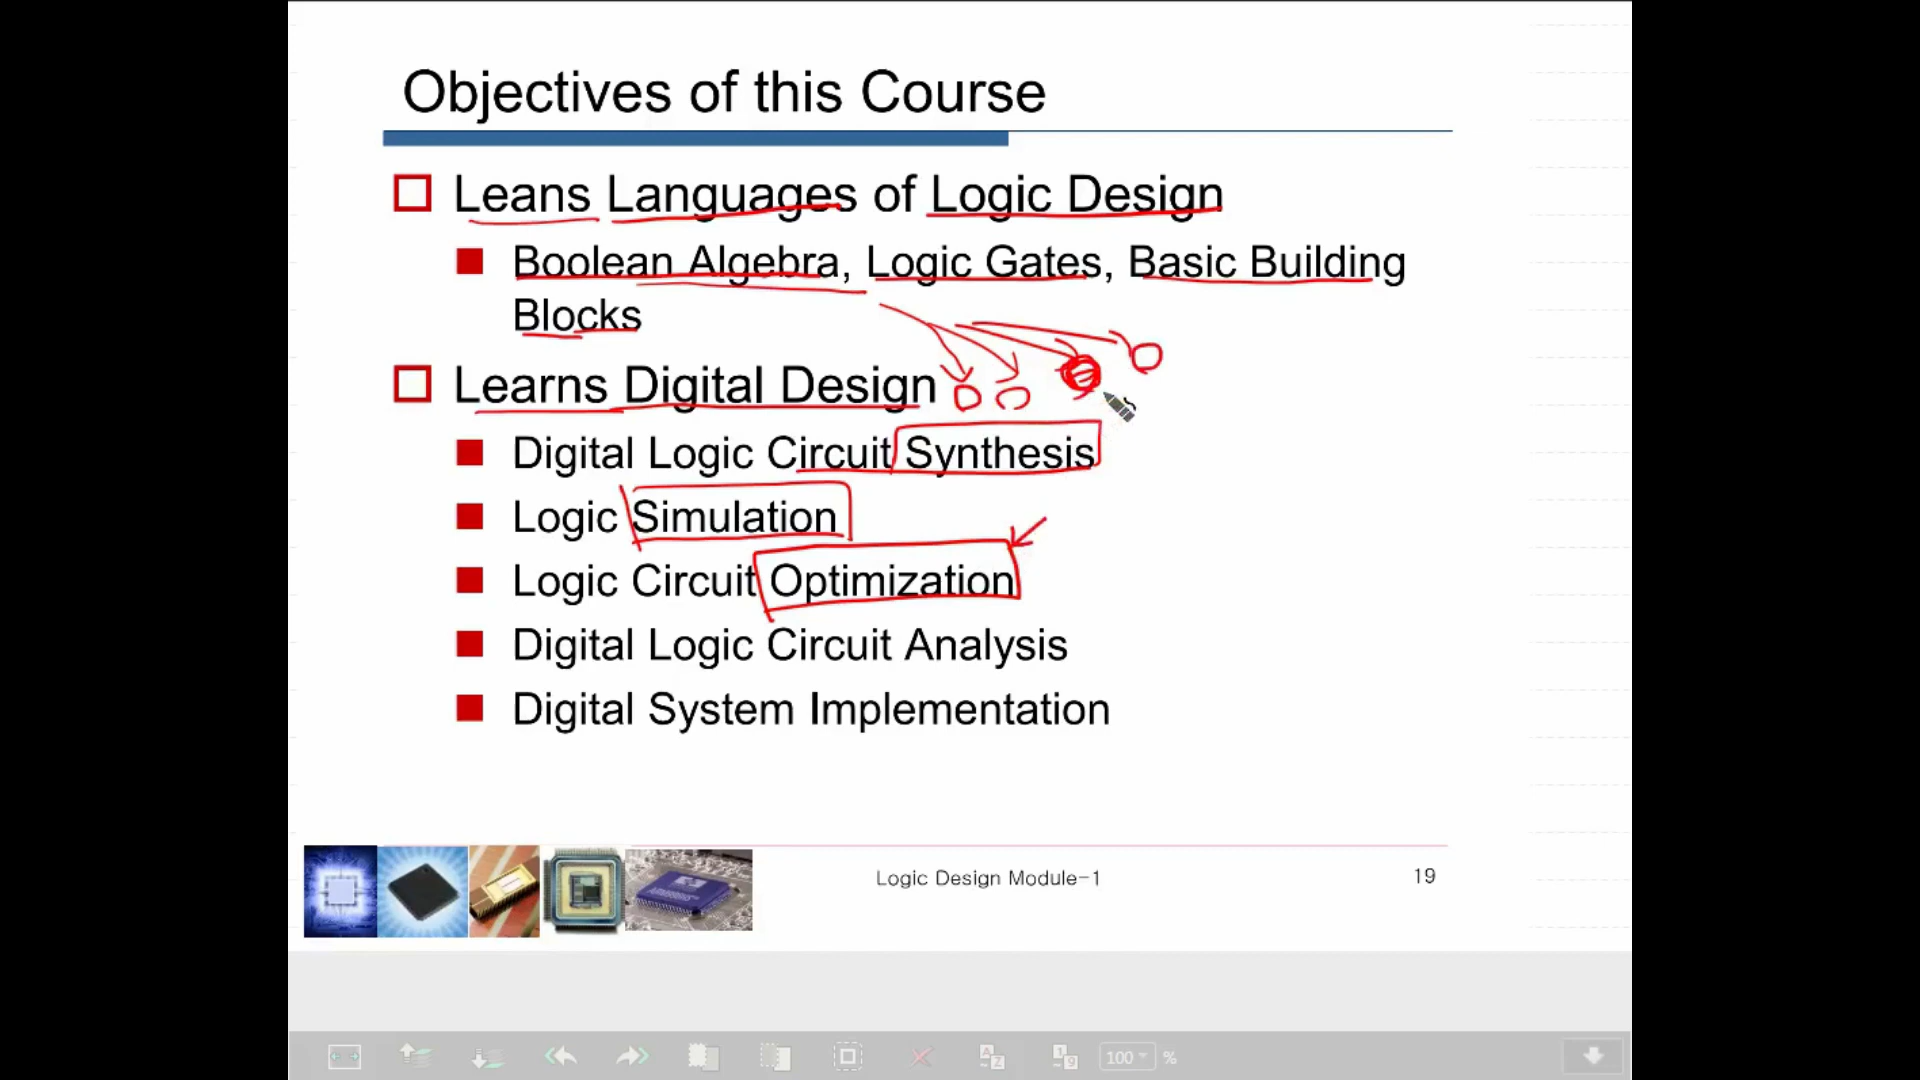 Objectives of this Course
Leans Languages of Logic Design
Boolean Algebra, Logic Gates, Basic Building
Blocks
Learns Digital Design
Digital Logic Circuit Synthesis
Logic Simulation
Logic Circuit Optimization
Digital Logic Circuit Analysis
Digital System Implementation
Logic Design Module-1
19
100 %